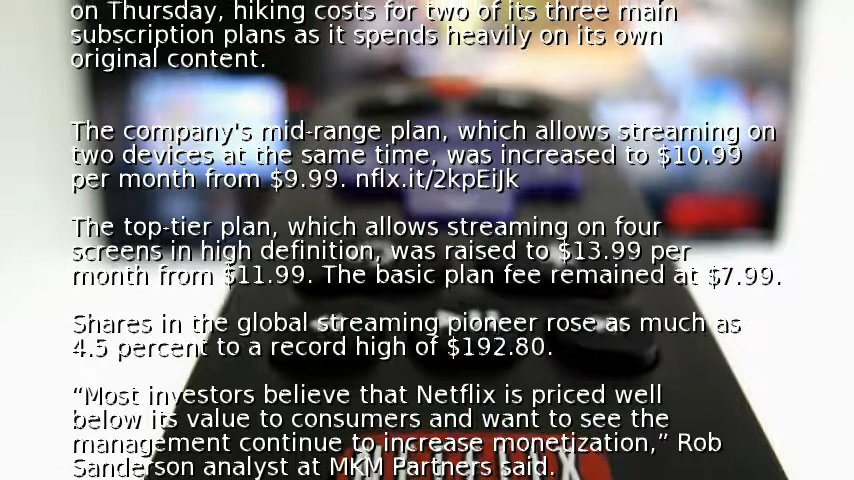 on Thursday, hiking costs for two of its three main
subscription plans as it spends heavily on its own
original content.
The company's mid-range plan, which allows streaming on
two devices at the same time, was increased to $10.99
per month from $9.99. nflx.it/2kpEiJk
The top-tier plan, which allows streaming on four
screens in high definition, was raised to $13.99 per
month from $11.99. The basic plan fee remained at $7.99.
Shares in the global streaming pioneer rose as much as
4.5 percent to a record high of $192.80.
“Most investors believe that Netflix is priced well
below its value to consumers and want to see the
management continue to increase monetization,” Rob
Sanderson analyst at MKM Partners said.